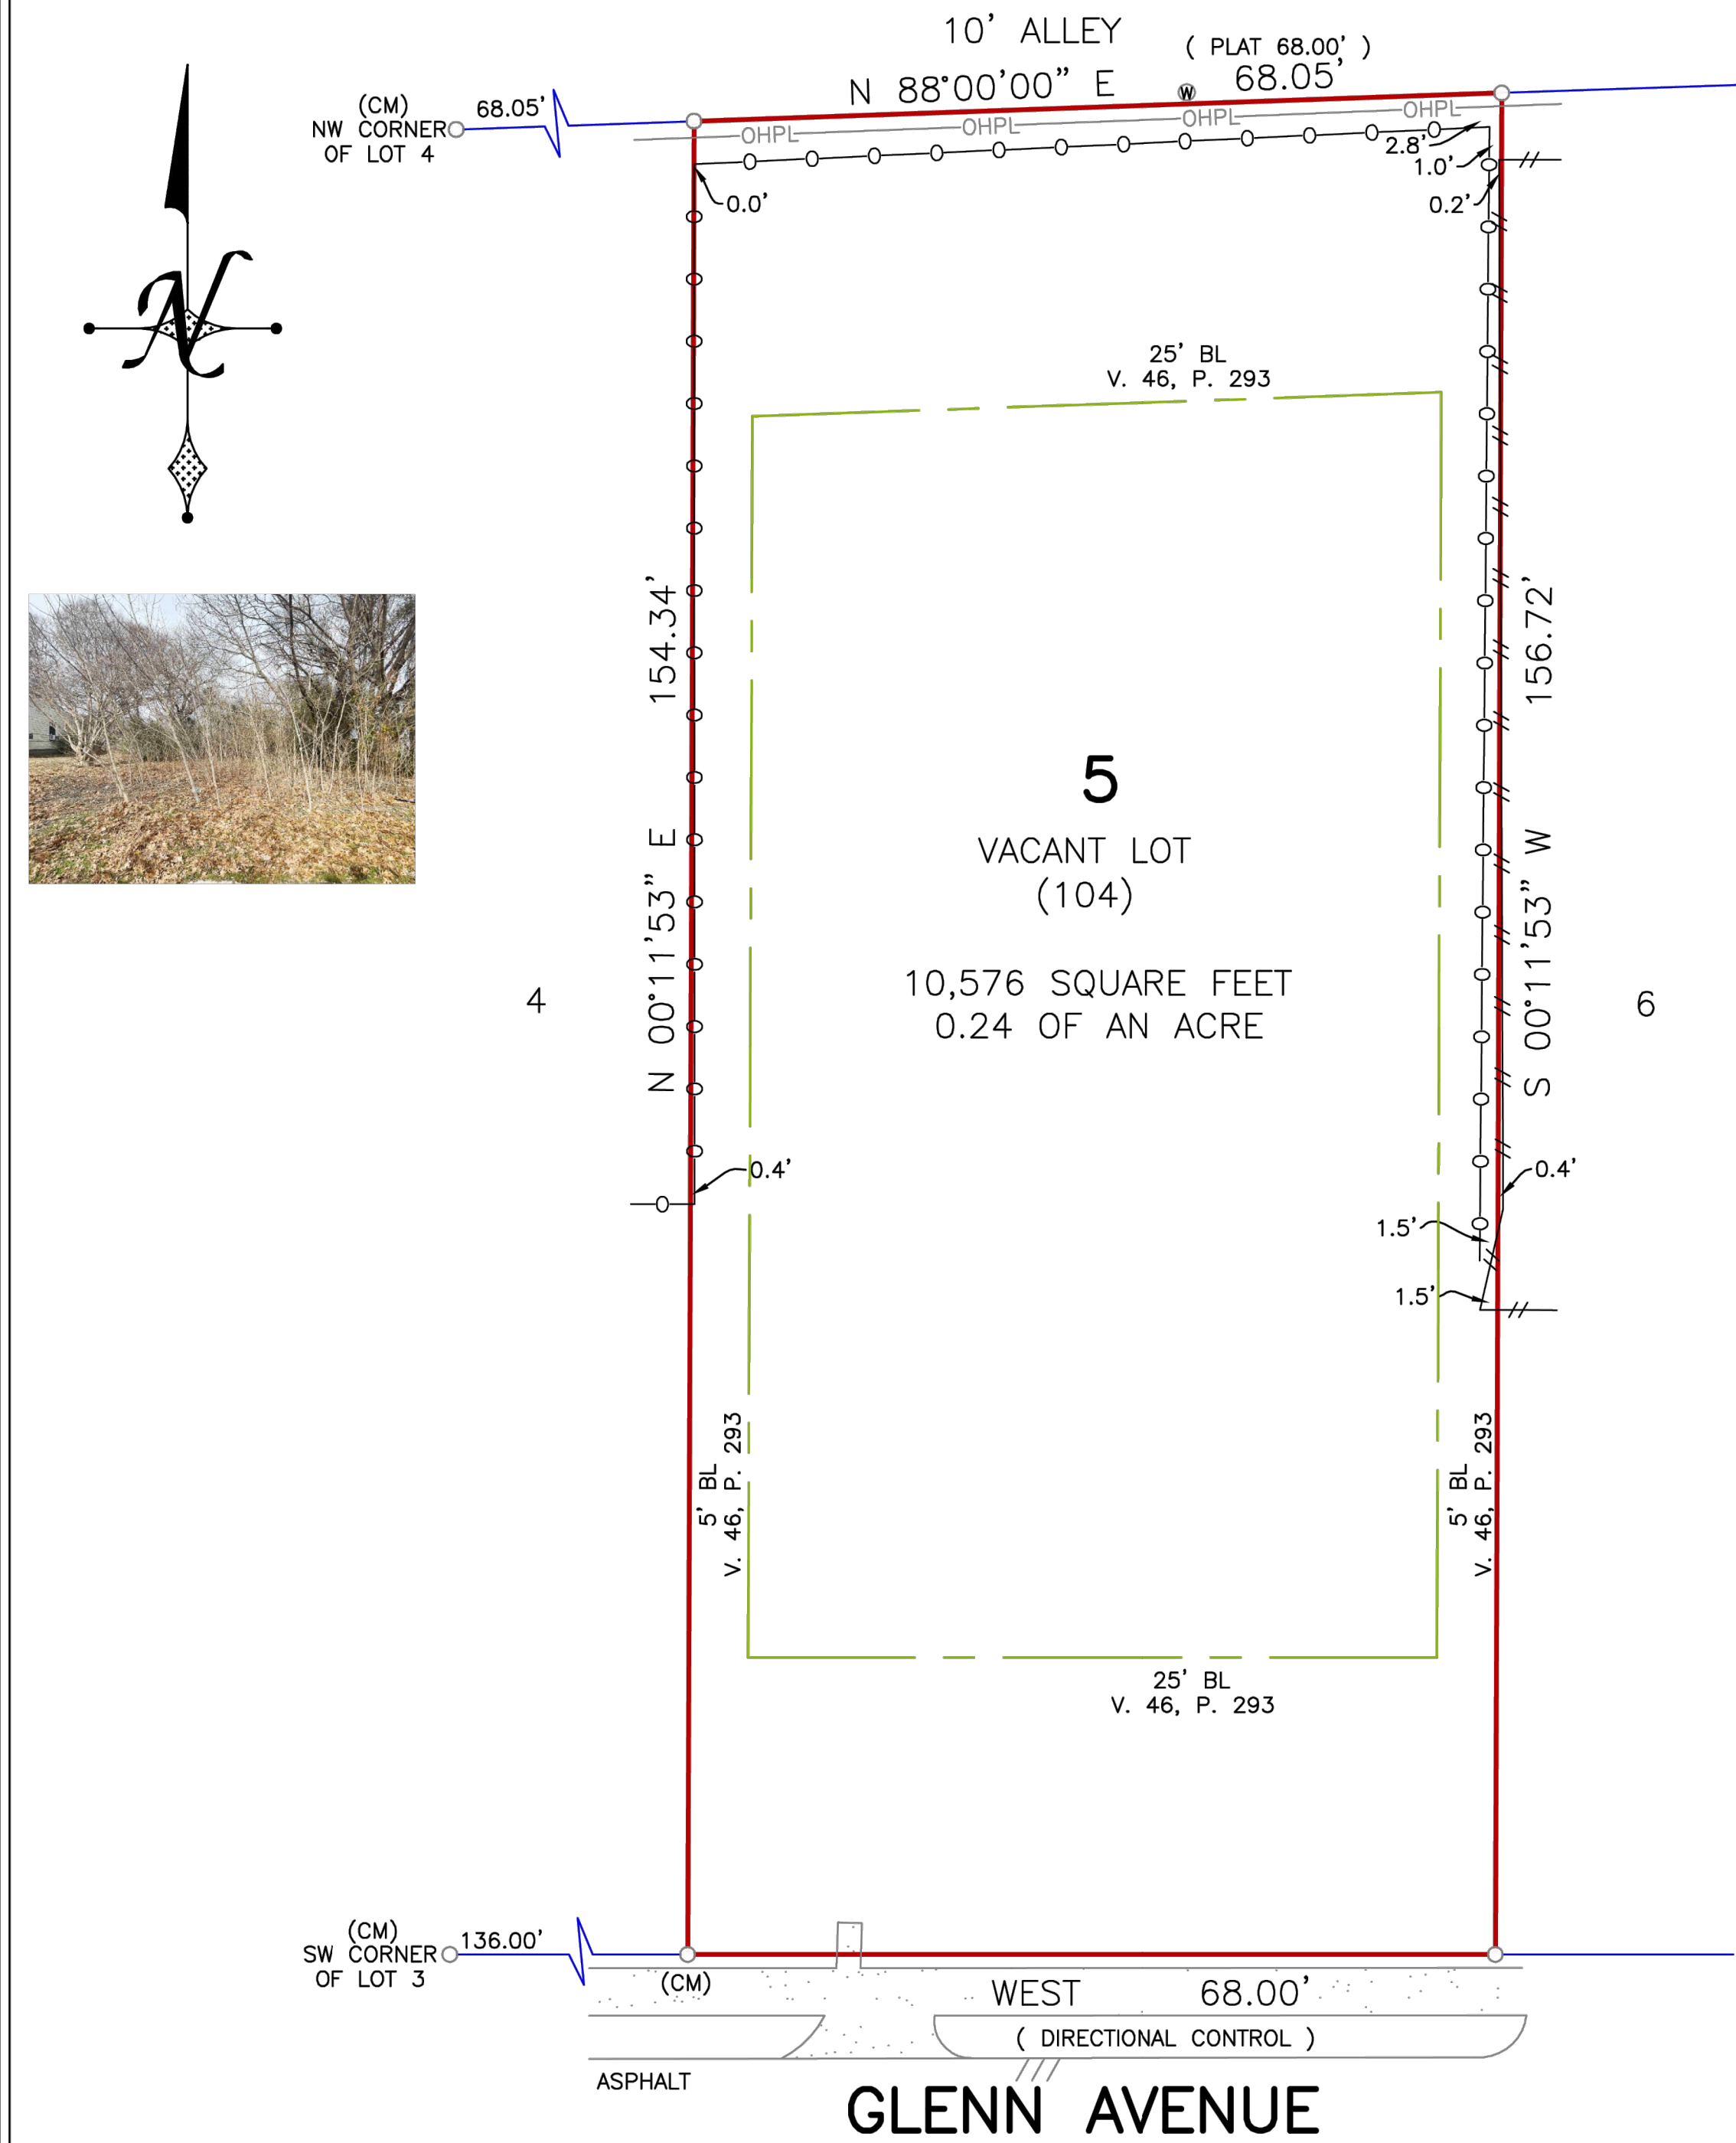 10' ALLEY
( PLAT 68.00' )
N 88°00'00" E 68.05'
W
(CM)
NW CORNER
OF LOT 4
68.05'
OHPL OHPL OHPL OHPL
2.8'
1.0'
0.2'
0.0'
N
25' BL
V. 46, P. 293
N 00°11'53" E 154.34'
S 00°11'53" W 156.72'
5
VACANT LOT
(104)
10,576 SQUARE FEET
0.24 OF AN ACRE
4
6
0.4'
0.4'
1.5'
1.5'
5' BL
V. 46, P. 293
5' BL
V. 46, P. 293
25' BL
V. 46, P. 293
(CM)
SW CORNER
OF LOT 3
136.00'
(CM)
WEST 68.00'
( DIRECTIONAL CONTROL )
ASPHALT
GLENN AVENUE